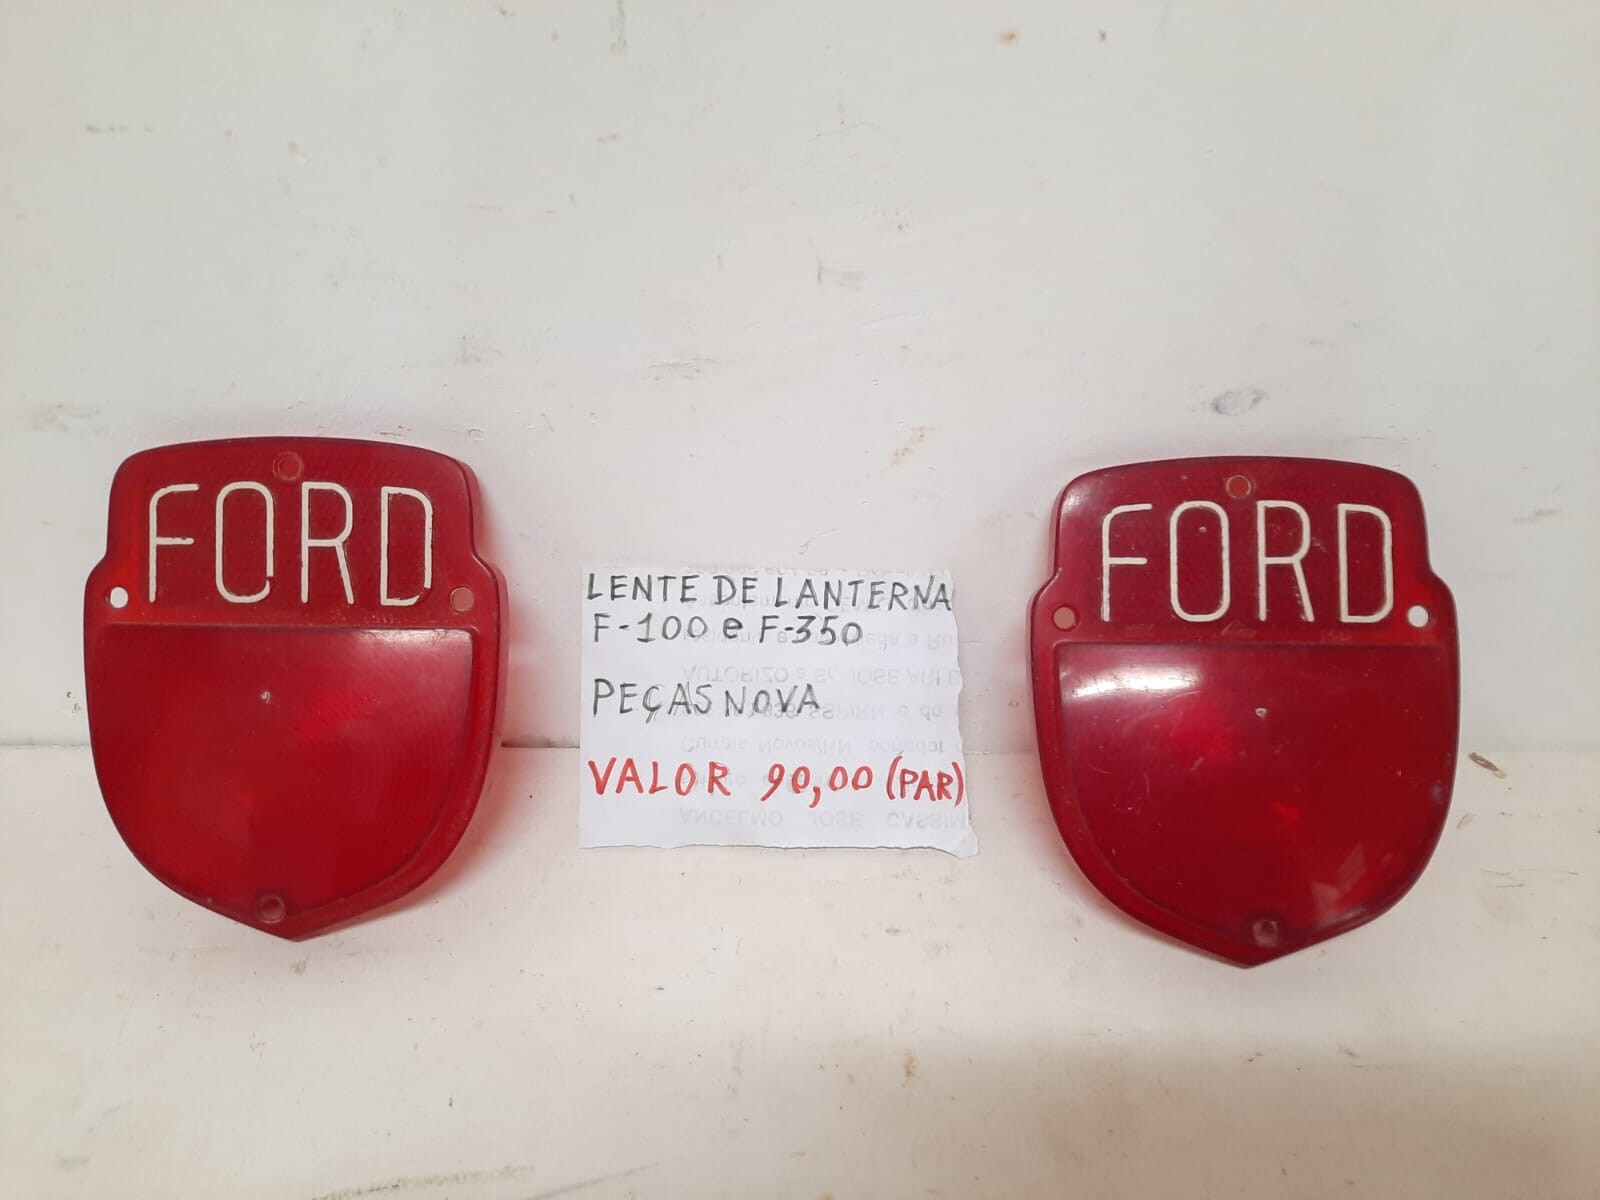 FORD
FORD
LENTE DE LANTERNA
F-100 e F-350
PEÇAS NOVA
VALOR 90,00 (PAR)